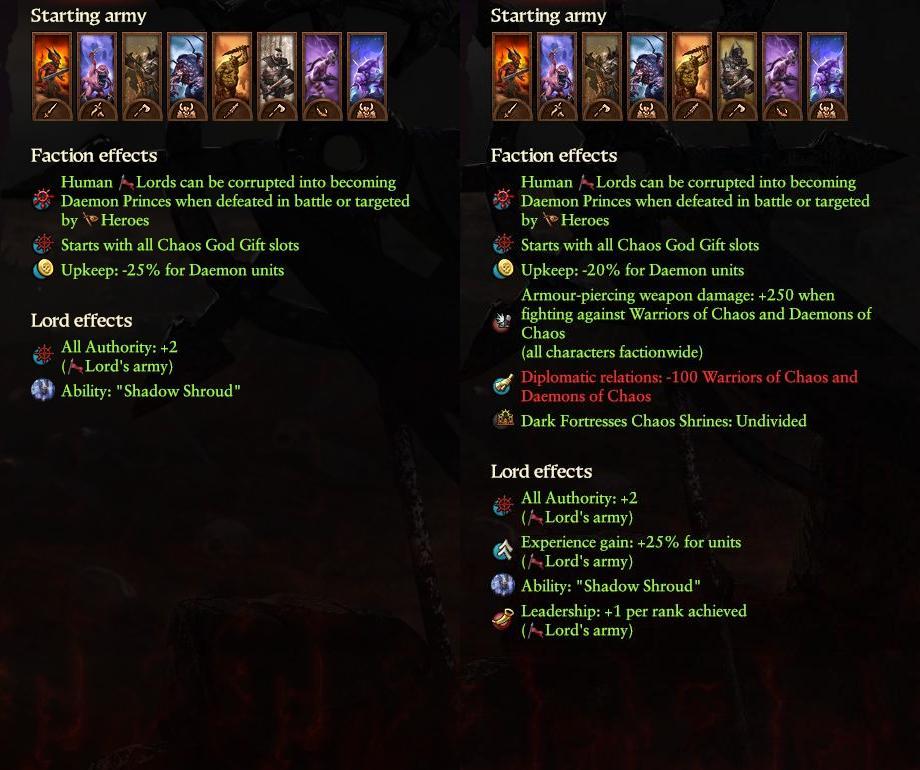 Starting army
Faction effects
Human Lords can be corrupted into becoming
Daemon Princes when defeated in battle or targeted
by Heroes
Starts with all Chaos God Gift slots
Upkeep: -25% for Daemon units
Lord effects
All Authority: +2
(Lord's army)
Ability: "Shadow Shroud"
Starting army
Faction effects
Human Lords can be corrupted into becoming
Daemon Princes when defeated in battle or targeted
by Heroes
Starts with all Chaos God Gift slots
Upkeep: -20% for Daemon units
Armour-piercing weapon damage: +250 when
fighting against Warriors of Chaos and Daemons of
Chaos
(all characters factionwide)
Diplomatic relations: -100 Warriors of Chaos and
Daemons of Chaos
Dark Fortresses Chaos Shrines: Undivided
Lord effects
All Authority: +2
(Lord's army)
Experience gain: +25% for units
(Lord's army)
Ability: "Shadow Shroud"
Leadership: +1 per rank achieved
(Lord's army)